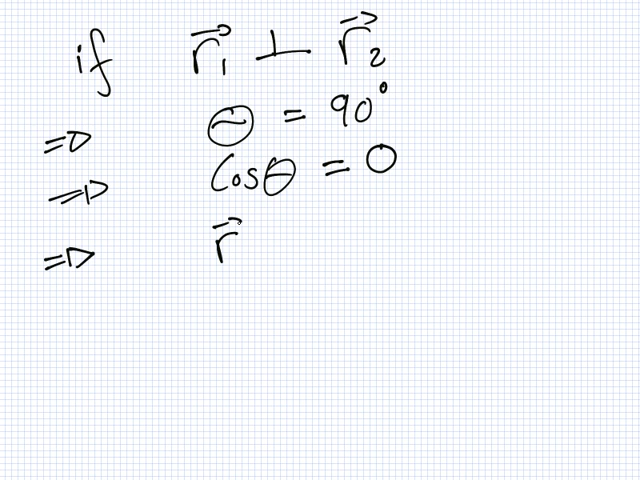 if r⃗₁ ⊥ r⃗₂
⇒ θ = 90°
⇒ Cosθ = 0
⇒ r⃗